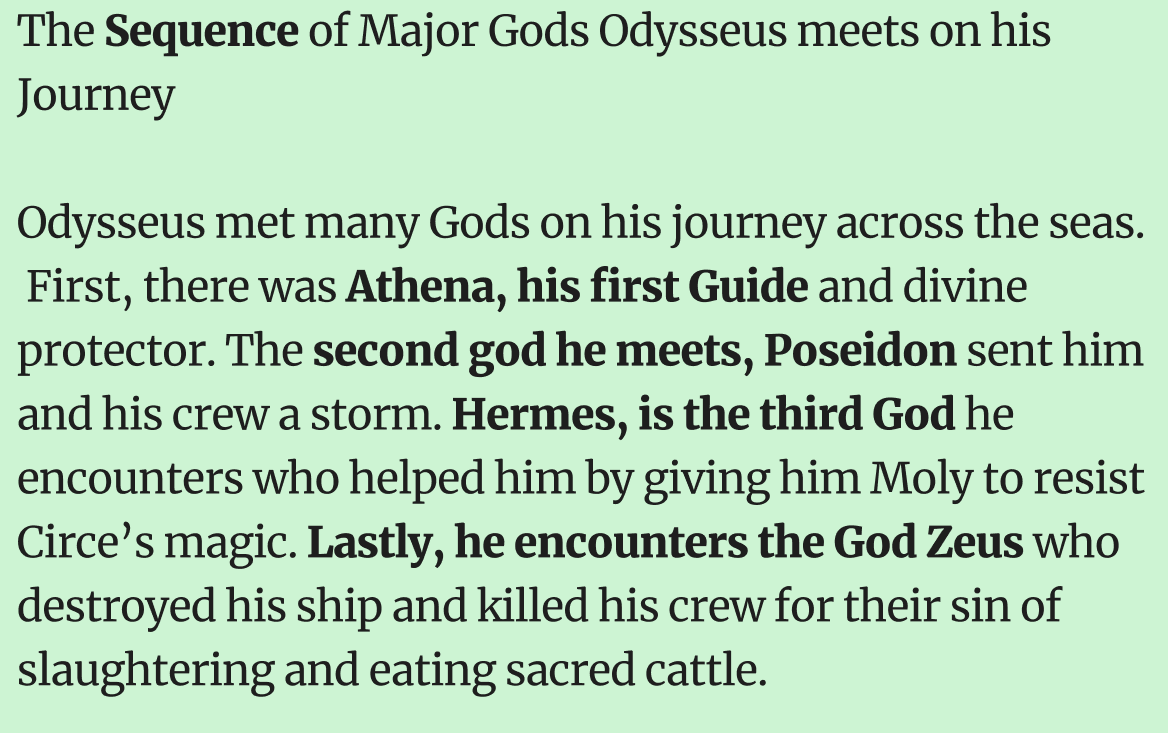 The Sequence of Major Gods Odysseus meets on his
Journey
Odysseus met many Gods on his journey across the seas.
First, there was Athena, his first Guide and divine
protector. The second god he meets, Poseidon sent him
and his crew a storm. Hermes, is the third God he
encounters who helped him by giving him Moly to resist
Circe’s magic. Lastly, he encounters the God Zeus who
destroyed his ship and killed his crew for their sin of
slaughtering and eating sacred cattle.